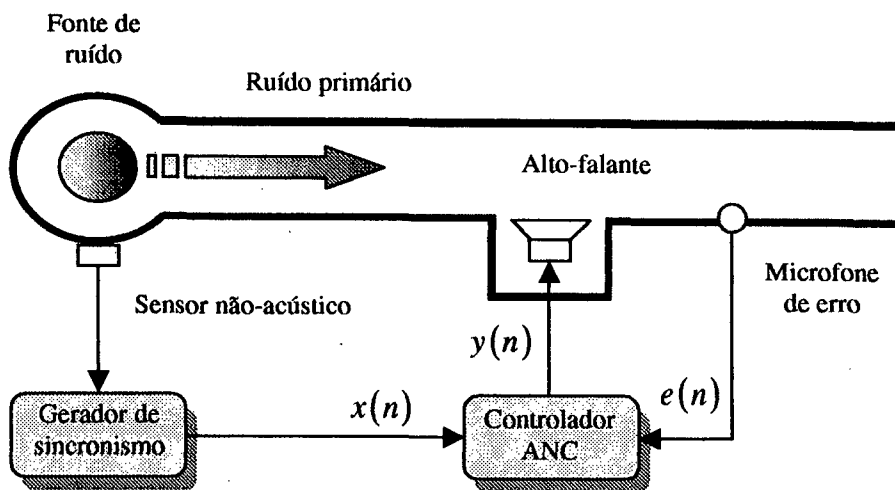 Fonte de
ruído
Ruído primário
Alto-falante
Sensor não-acústico
Microfone
de erro
y(n)
Gerador de
sincronismo
x(n)
Controlador
ANC
e(n)